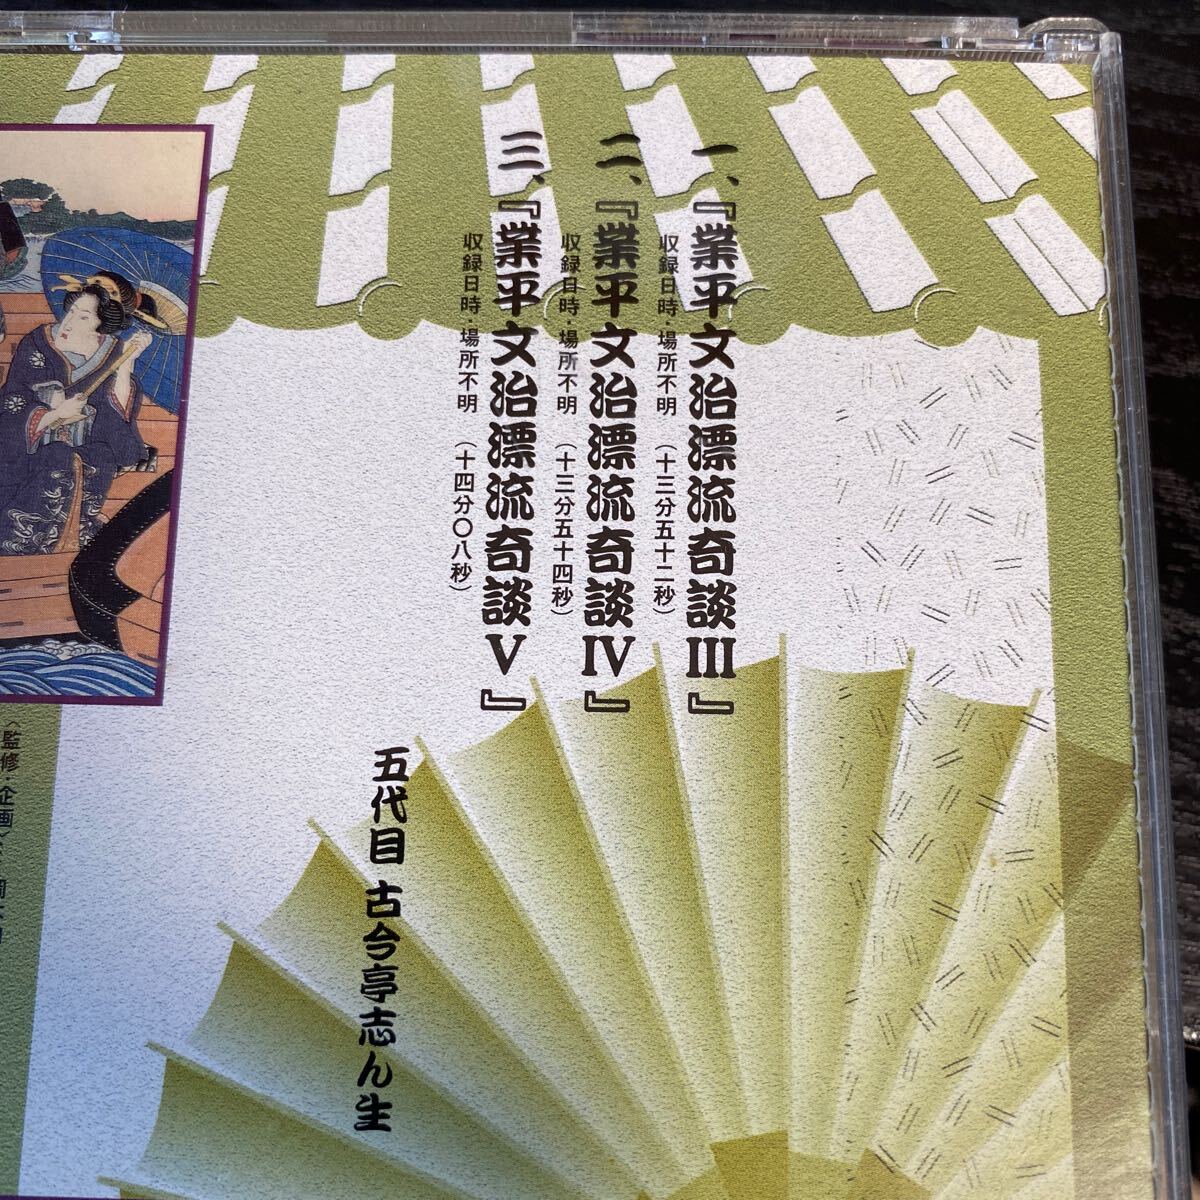 一、『業平文治漂流奇談Ⅲ』
収録日時・場所不明 （十三分五十二秒）
二、『業平文治漂流奇談Ⅳ』
収録日時・場所不明 （十三分五十四秒）
三、『業平文治漂流奇談Ⅴ』
収録日時・場所不明 （十四分〇八秒）
五代目 古今亭志ん生
〈監修・企画〉